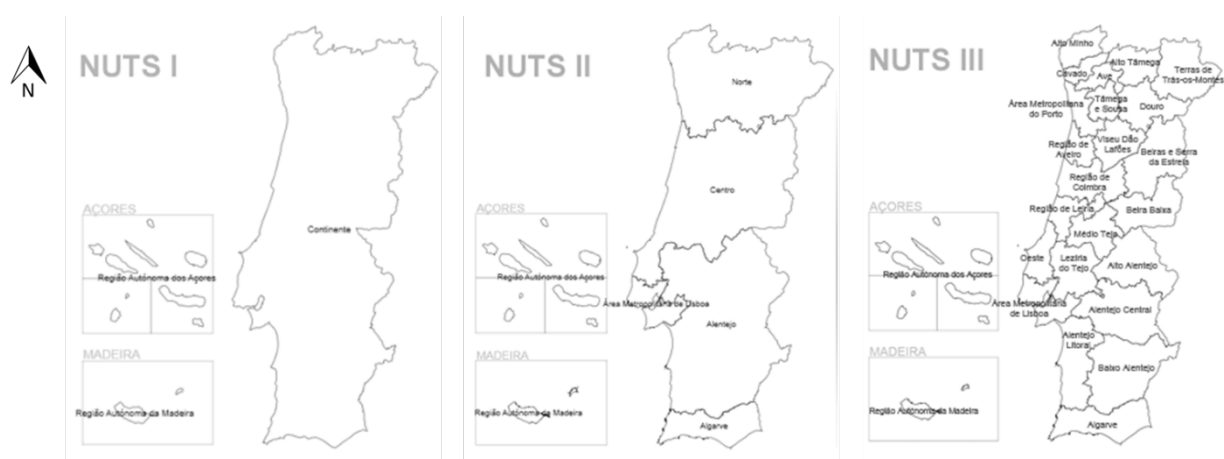 N
NUTS I
AÇORES
Continente
Região Autónoma dos Açores
MADEIRA
Região Autónoma da Madeira
NUTS II
Norte
Centro
AÇORES
Região Autónoma dos Açores
Área Metropolitana de Lisboa
Alentejo
MADEIRA
Região Autónoma da Madeira
Algarve
NUTS III
Alto Minho
Alto Tâmega
Terras de
Trás-os-Montes
Cavado
Ave
Área Metropolitana
do Porto
Tâmega
e Sousa
Douro
Região de
Aveiro
Viseu Dão
Lafões
Beiras e Serra
da Estrela
Região de
Coimbra
AÇORES
Região de Leiria
Beira Baixa
Médio Tejo
Oeste
Lezíria
do Tejo
Alto Alentejo
Região Autónoma dos Açores
Área Metropolitana
de Lisboa
Alentejo Central
Alentejo
Litoral
MADEIRA
Baixo Alentejo
Região Autónoma da Madeira
Algarve